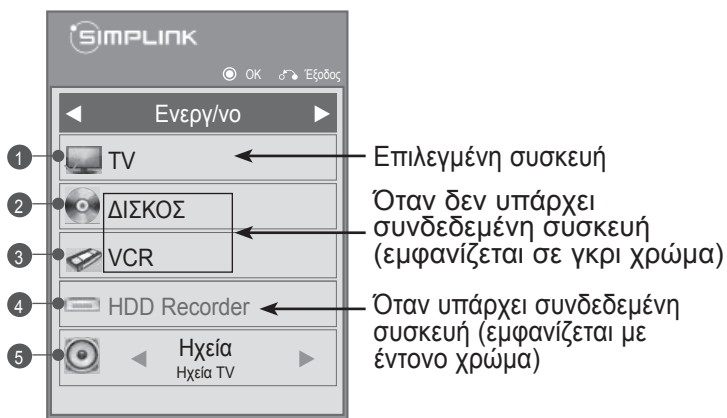 SIMPLINK
OK Έξοδος
Ενεργ/νο
1 TV
2 ΔΙΣΚΟΣ
3 VCR
4 HDD Recorder
5 Ηχεία
Ηχεία TV
Επιλεγμένη συσκευή
Όταν δεν υπάρχει
συνδεδεμένη συσκευή
(εμφανίζεται σε γκρι χρώμα)
Όταν υπάρχει συνδεδεμένη
συσκευή (εμφανίζεται με
έντονο χρώμα)